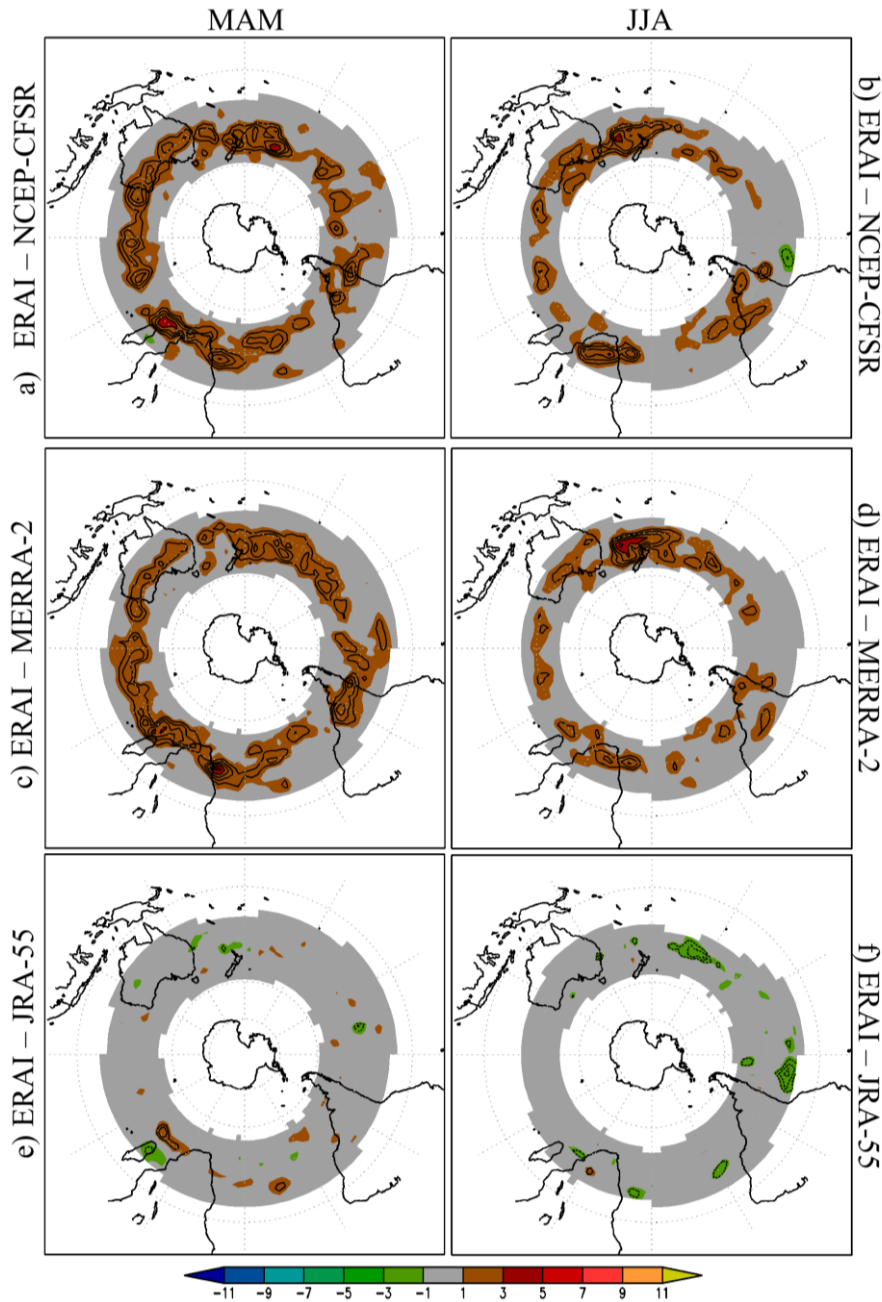 MAM
JJA
a) ERAI – NCEP-CFSR
b) ERAI – NCEP-CFSR
c) ERAI – MERRA-2
d) ERAI – MERRA-2
e) ERAI – JRA-55
f) ERAI – JRA-55
-11 -9 -7 -5 -3 -1 1 3 5 7 9 11